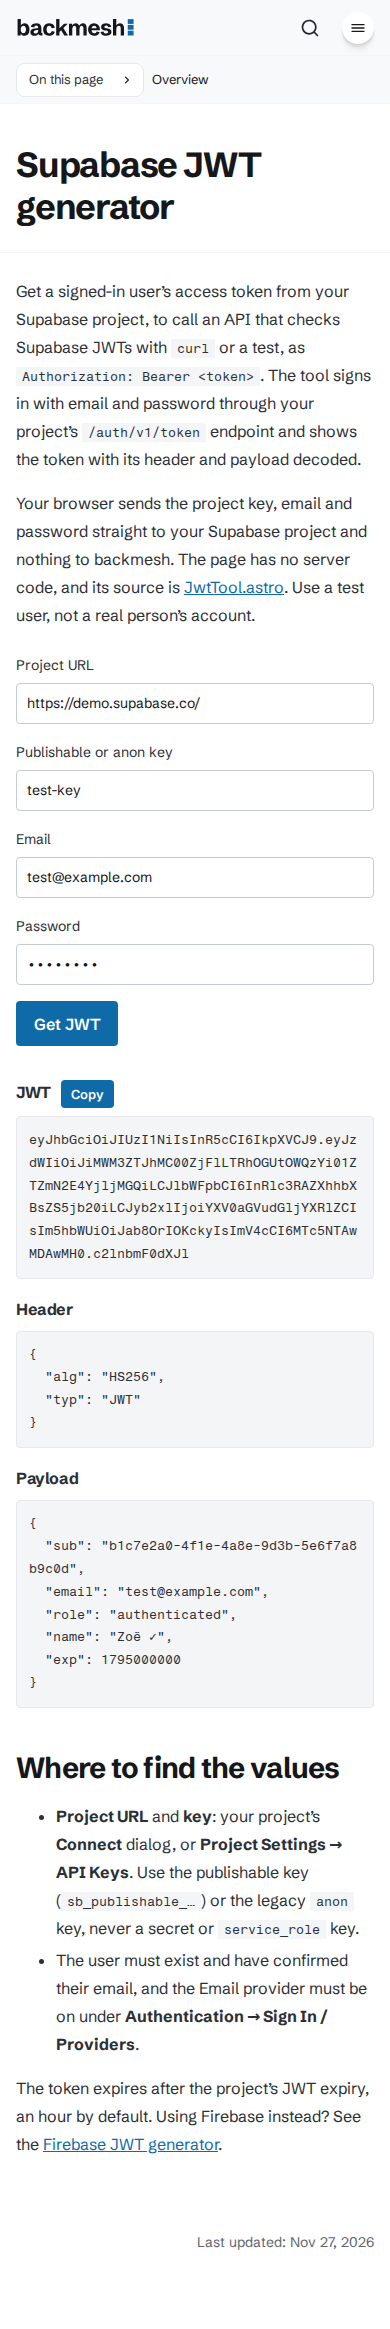 backmesh
On this page
Overview
Supabase JWT
generator
Get a signed-in user’s access token from your
Supabase project, to call an API that checks
Supabase JWTs with curl or a test, as
Authorization: Bearer <token>. The tool signs
in with email and password through your
project’s /auth/v1/token endpoint and shows
the token with its header and payload decoded.
Your browser sends the project key, email and
password straight to your Supabase project and
nothing to backmesh. The page has no server
code, and its source is JwtTool.astro. Use a test
user, not a real person’s account.
Project URL
https://demo.supabase.co/
Publishable or anon key
test-key
Email
test@example.com
Password
••••••••
Get JWT
JWT Copy
eyJhbGciOiJIUzI1NiIsInR5cCI6IkpXVCJ9.eyJz
dWIiOiJiMWM3ZTJhMC00ZjFlLTRhOGUtOWQzYi01Z
TZmN2E4YjljMGQiLCJlbWFpbCI6InRlc3RAZXhhbX
BsZS5jb20iLCJyb2xlIjoiYXV0aGVudGljYXRlZCI
sIm5hbWUiOiJab8OrIOKckyIsImV4cCI6MTc5NTAw
MDAwMH0.c2lnbmF0dXJl
Header
{
  "alg": "HS256",
  "typ": "JWT"
}
Payload
{
  "sub": "b1c7e2a0-4f1e-4a8e-9d3b-5e6f7a8
b9c0d",
  "email": "test@example.com",
  "role": "authenticated",
  "name": "Zoë ✓",
  "exp": 1795000000
}
Where to find the values
• Project URL and key: your project’s
Connect dialog, or Project Settings →
API Keys. Use the publishable key
(sb_publishable_…) or the legacy anon
key, never a secret or service_role key.
• The user must exist and have confirmed
their email, and the Email provider must be
on under Authentication → Sign In /
Providers.
The token expires after the project’s JWT expiry,
an hour by default. Using Firebase instead? See
the Firebase JWT generator.
Last updated: Nov 27, 2026